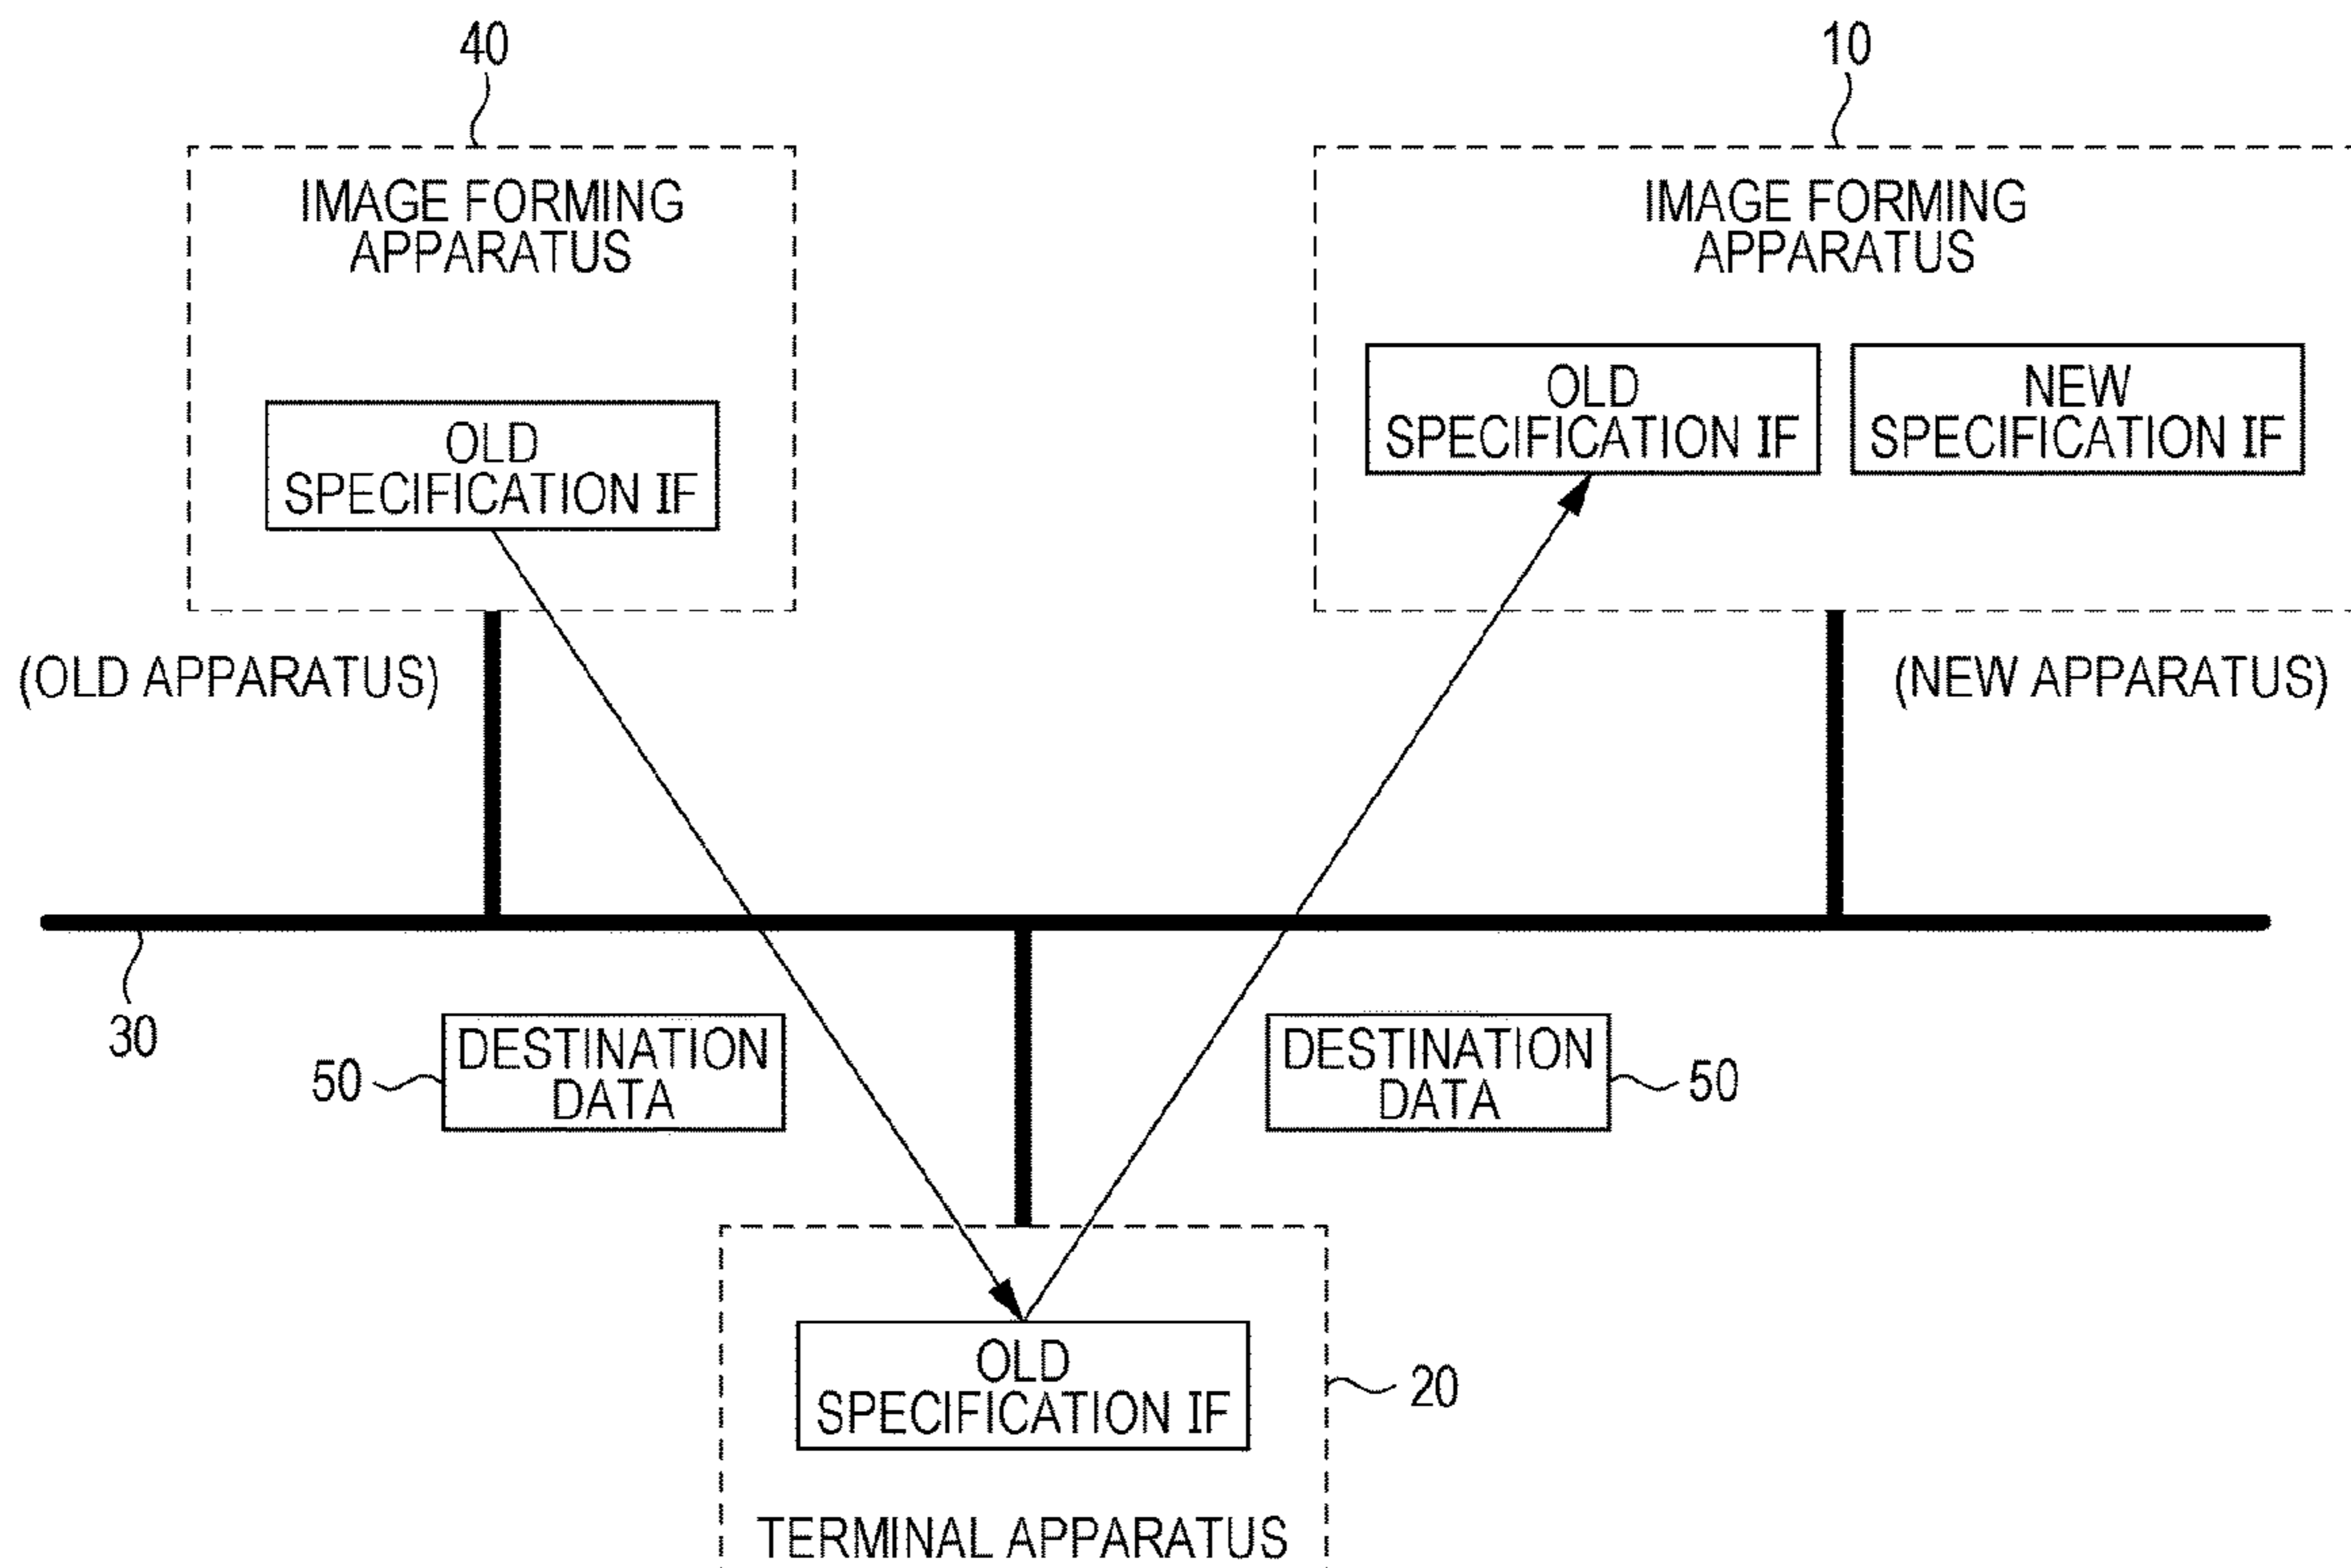 40
10
IMAGE FORMING
APPARATUS
IMAGE FORMING
APPARATUS
OLD
SPECIFICATION IF
OLD
SPECIFICATION IF
NEW
SPECIFICATION IF
(OLD APPARATUS)
(NEW APPARATUS)
30
50
DESTINATION
DATA
DESTINATION
DATA
50
OLD
SPECIFICATION IF
20
TERMINAL APPARATUS